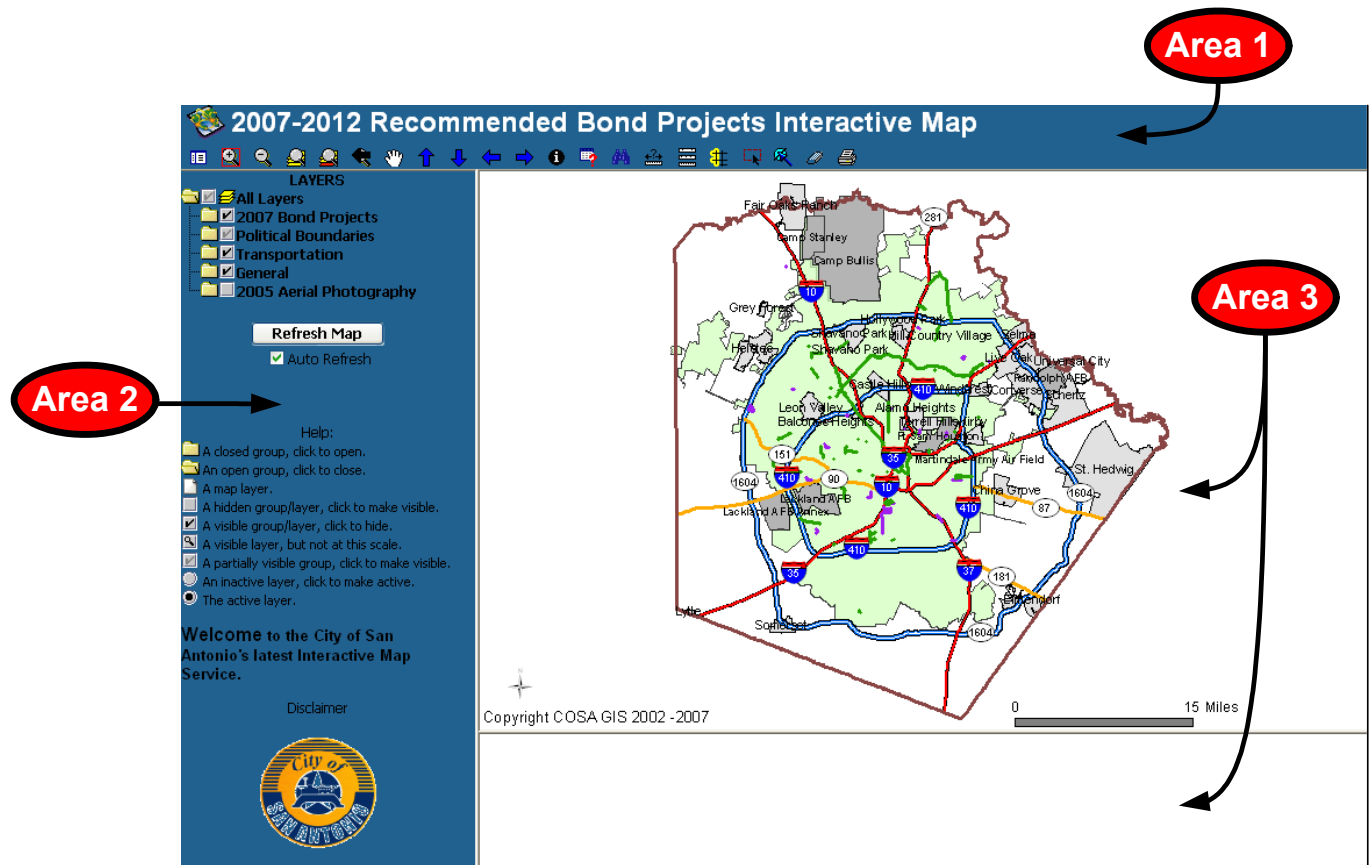 Area 1
2007-2012 Recommended Bond Projects Interactive Map
LAYERS
All Layers
2007 Bond Projects
Political Boundaries
Transportation
General
2005 Aerial Photography
Refresh Map
Auto Refresh
Area 2
Help:
A closed group, click to open.
An open group, click to close.
A map layer.
A hidden group/layer, click to make visible.
A visible group/layer, click to hide.
A visible layer, but not at this scale.
A partially visible group, click to make visible.
An inactive layer, click to make active.
The active layer.
Welcome to the City of San
Antonio's latest Interactive Map
Service.
Disclaimer
City of
SAN ANTONIO
Fair Oaks Ranch
281
Camp Stanley
Camp Bullis
10
Grey Forest
Hollywood Park
Shavano Park
Hill Country Village
Selma
Helotes
Shavano Park
Live Oak
Universal City
Castle Hills
410
Windcrest
Converse
Randolph AFB
Schertz
Leon Valley
Alamo Heights
Balcones Heights
Terrell Hills
Kirby
Ft. Sam Houston
151
35
Martindale Army Air Field
St. Hedwig
1604
410
90
10
China Grove
1604
Lackland AFB
87
Lackland AFB Annex
410
410
35
37
181
Elmendorf
Lytle
Somerset
1604
Copyright COSA GIS 2002 -2007
0
15 Miles
Area 3